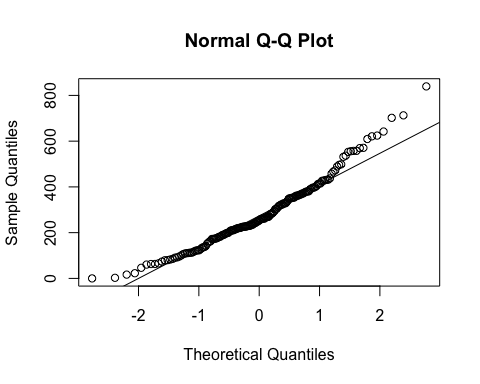 Normal Q-Q Plot
Sample Quantiles
800
600
400
200
0
-2 -1 0 1 2
Theoretical Quantiles